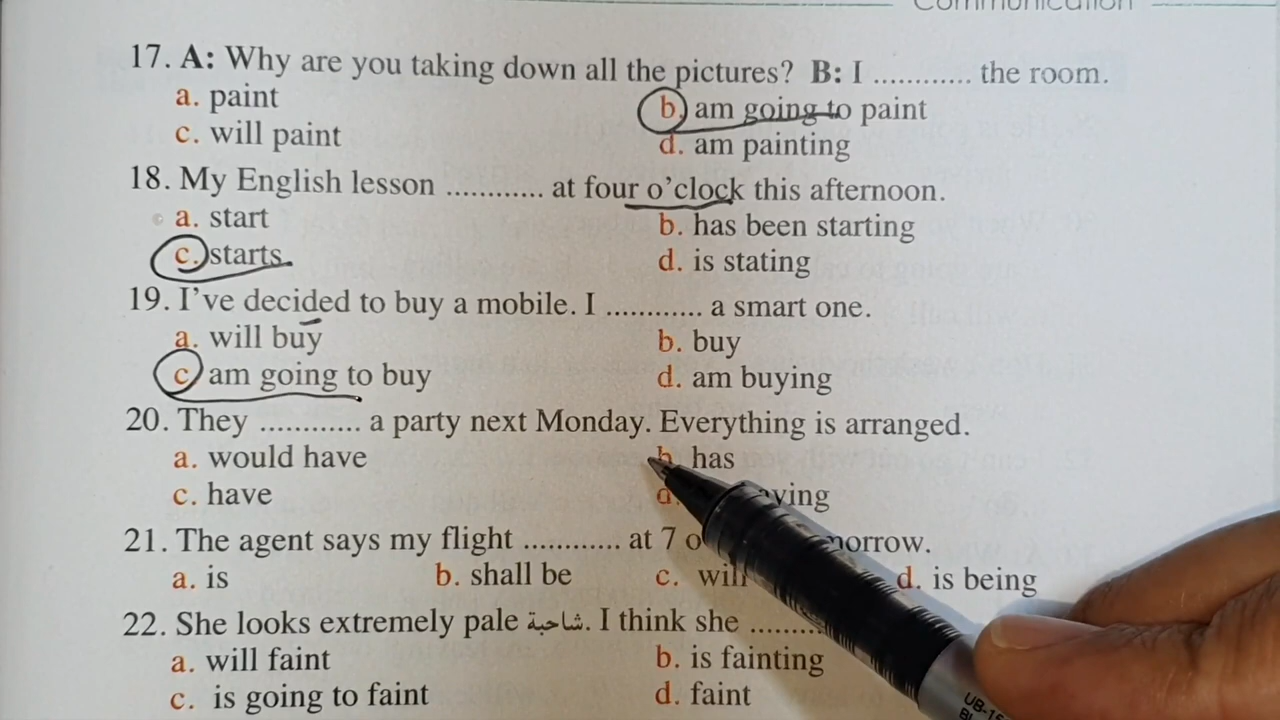 Communication
17. A: Why are you taking down all the pictures? B: I ............ the room.
a. paint b. am going to paint
c. will paint d. am painting
18. My English lesson ............ at four o'clock this afternoon.
a. start b. has been starting
c. starts d. is stating
19. I've decided to buy a mobile. I ............ a smart one.
a. will buy b. buy
c. am going to buy d. am buying
20. They ............ a party next Monday. Everything is arranged.
a. would have b. has
c. have d.
21. The agent says my flight ............ at 7
a. is b. shall be c. d. is being
22. She looks extremely pale شاحبة. I think she .........
a. will faint b. is fainting
c. is going to faint d. faint